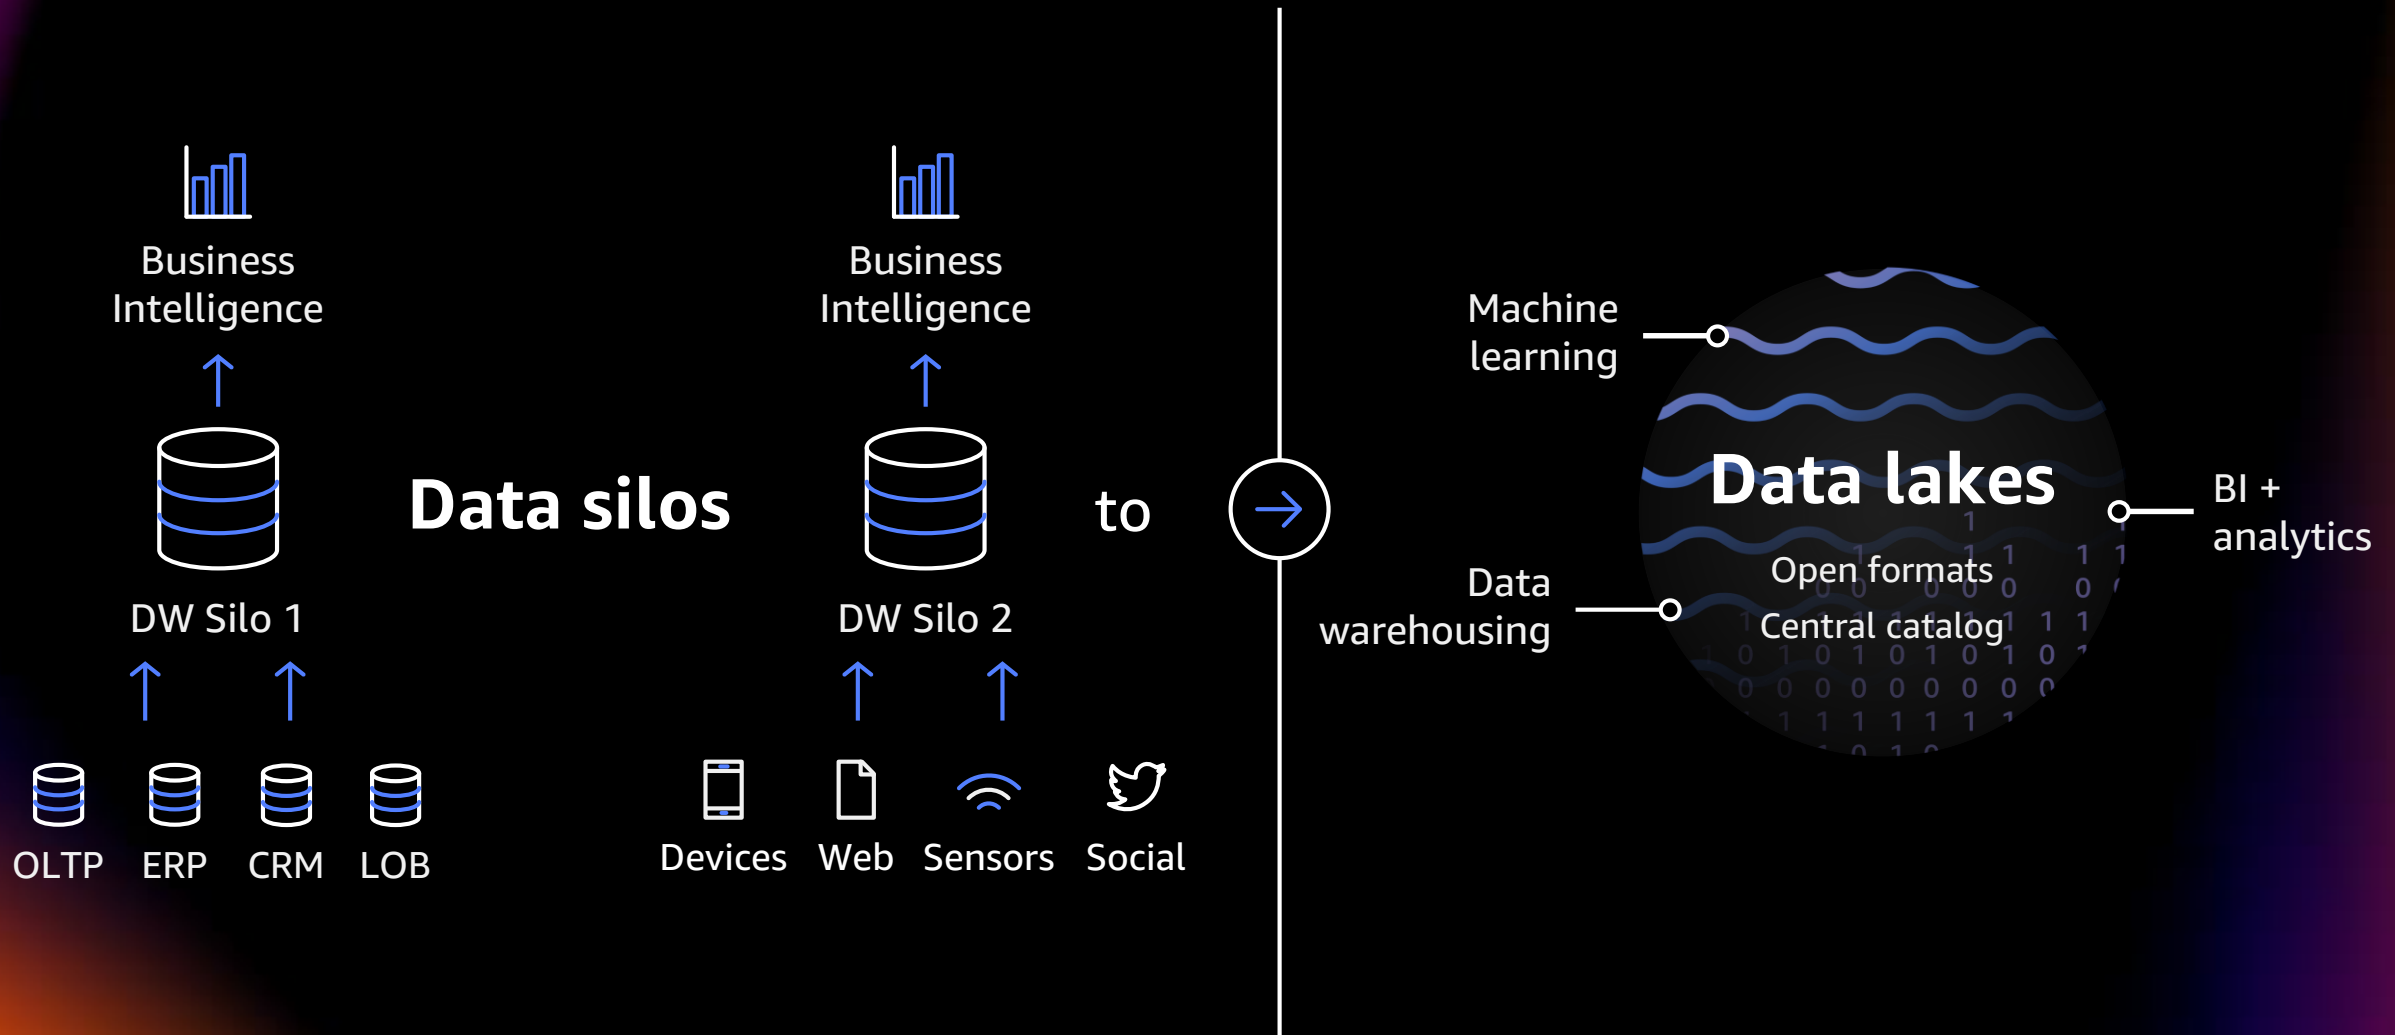 Business
Intelligence
DW Silo 1
OLTP
ERP
CRM
LOB
Data silos
Business
Intelligence
DW Silo 2
Devices
Web
Sensors
Social
to
Machine
learning
Data
warehousing
Data lakes
Open formats
Central catalog
BI +
analytics